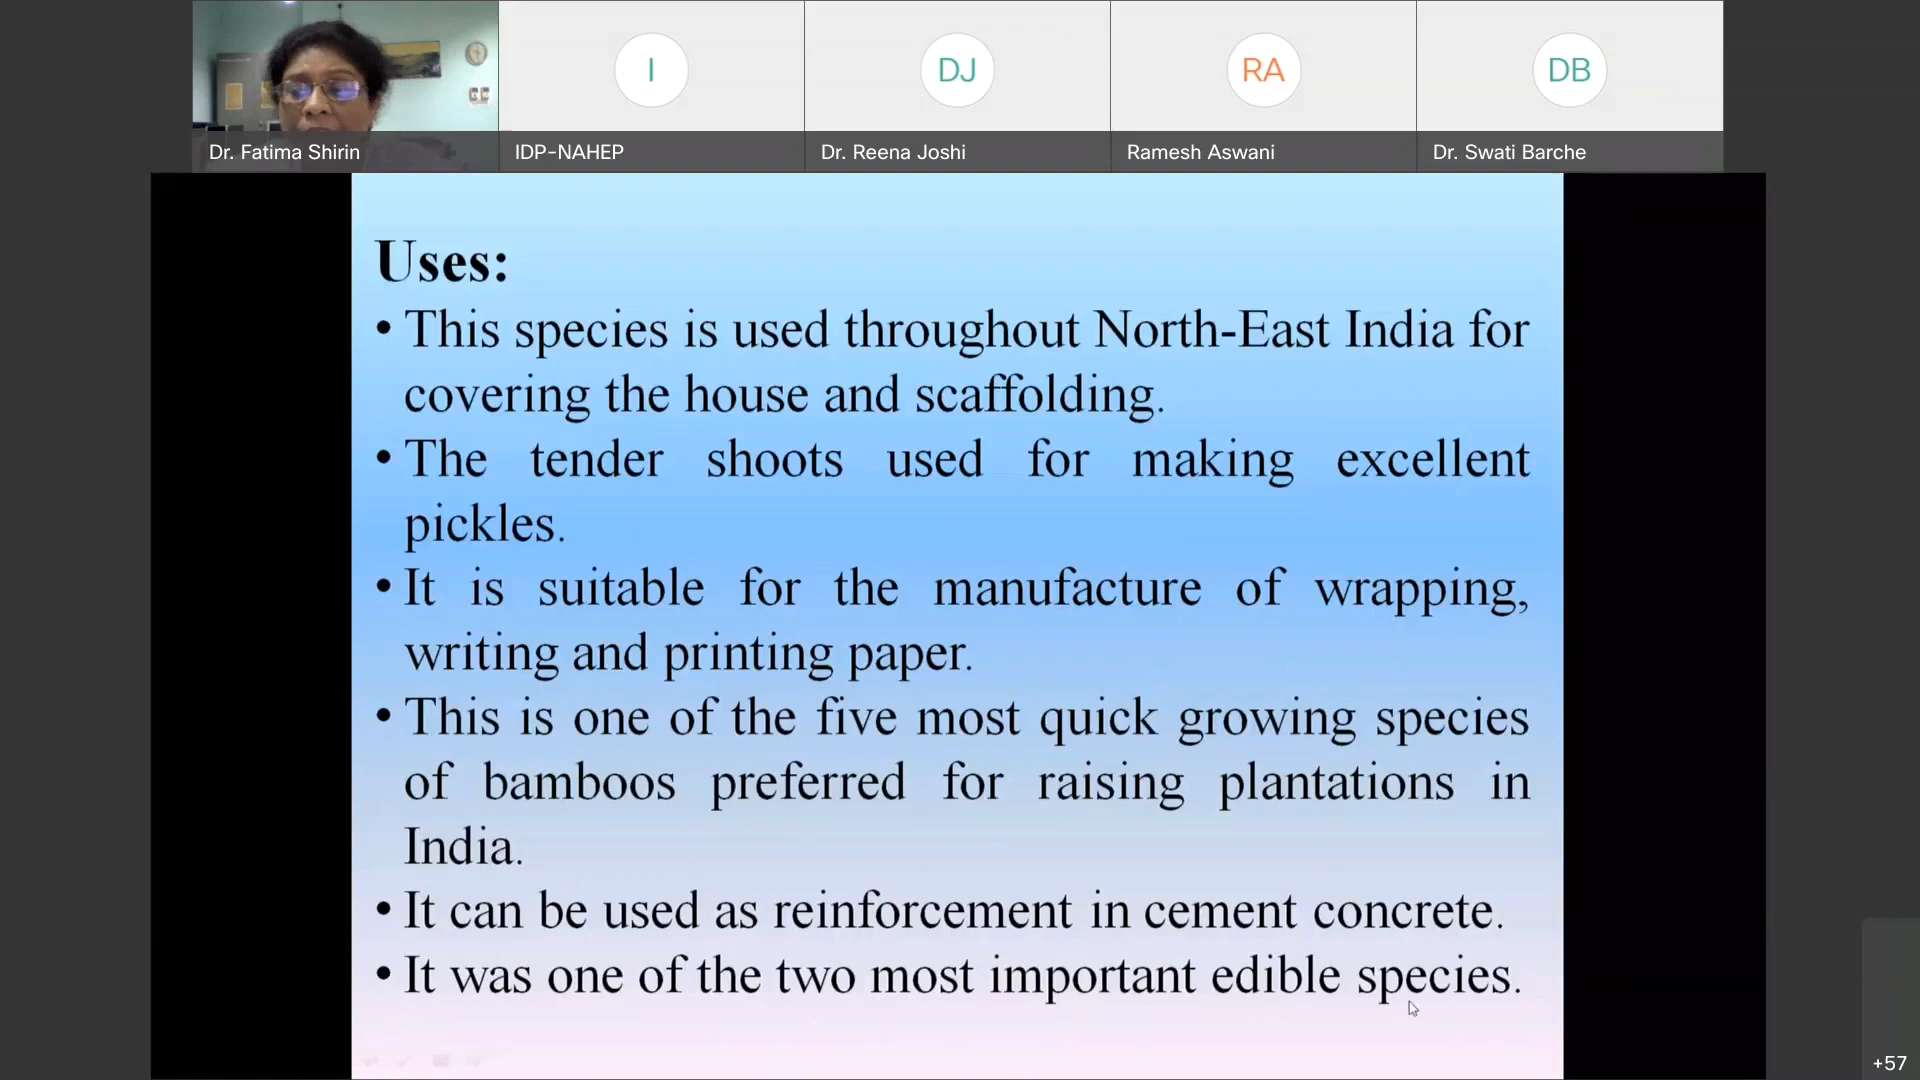 I
DJ
RA
DB
Dr. Fatima Shirin
IDP-NAHEP
Dr. Reena Joshi
Ramesh Aswani
Dr. Swati Barche
Uses:
• This species is used throughout North-East India for
covering the house and scaffolding.
• The tender shoots used for making excellent
pickles.
• It is suitable for the manufacture of wrapping,
writing and printing paper.
• This is one of the five most quick growing species
of bamboos preferred for raising plantations in
India.
• It can be used as reinforcement in cement concrete.
• It was one of the two most important edible species.
+57